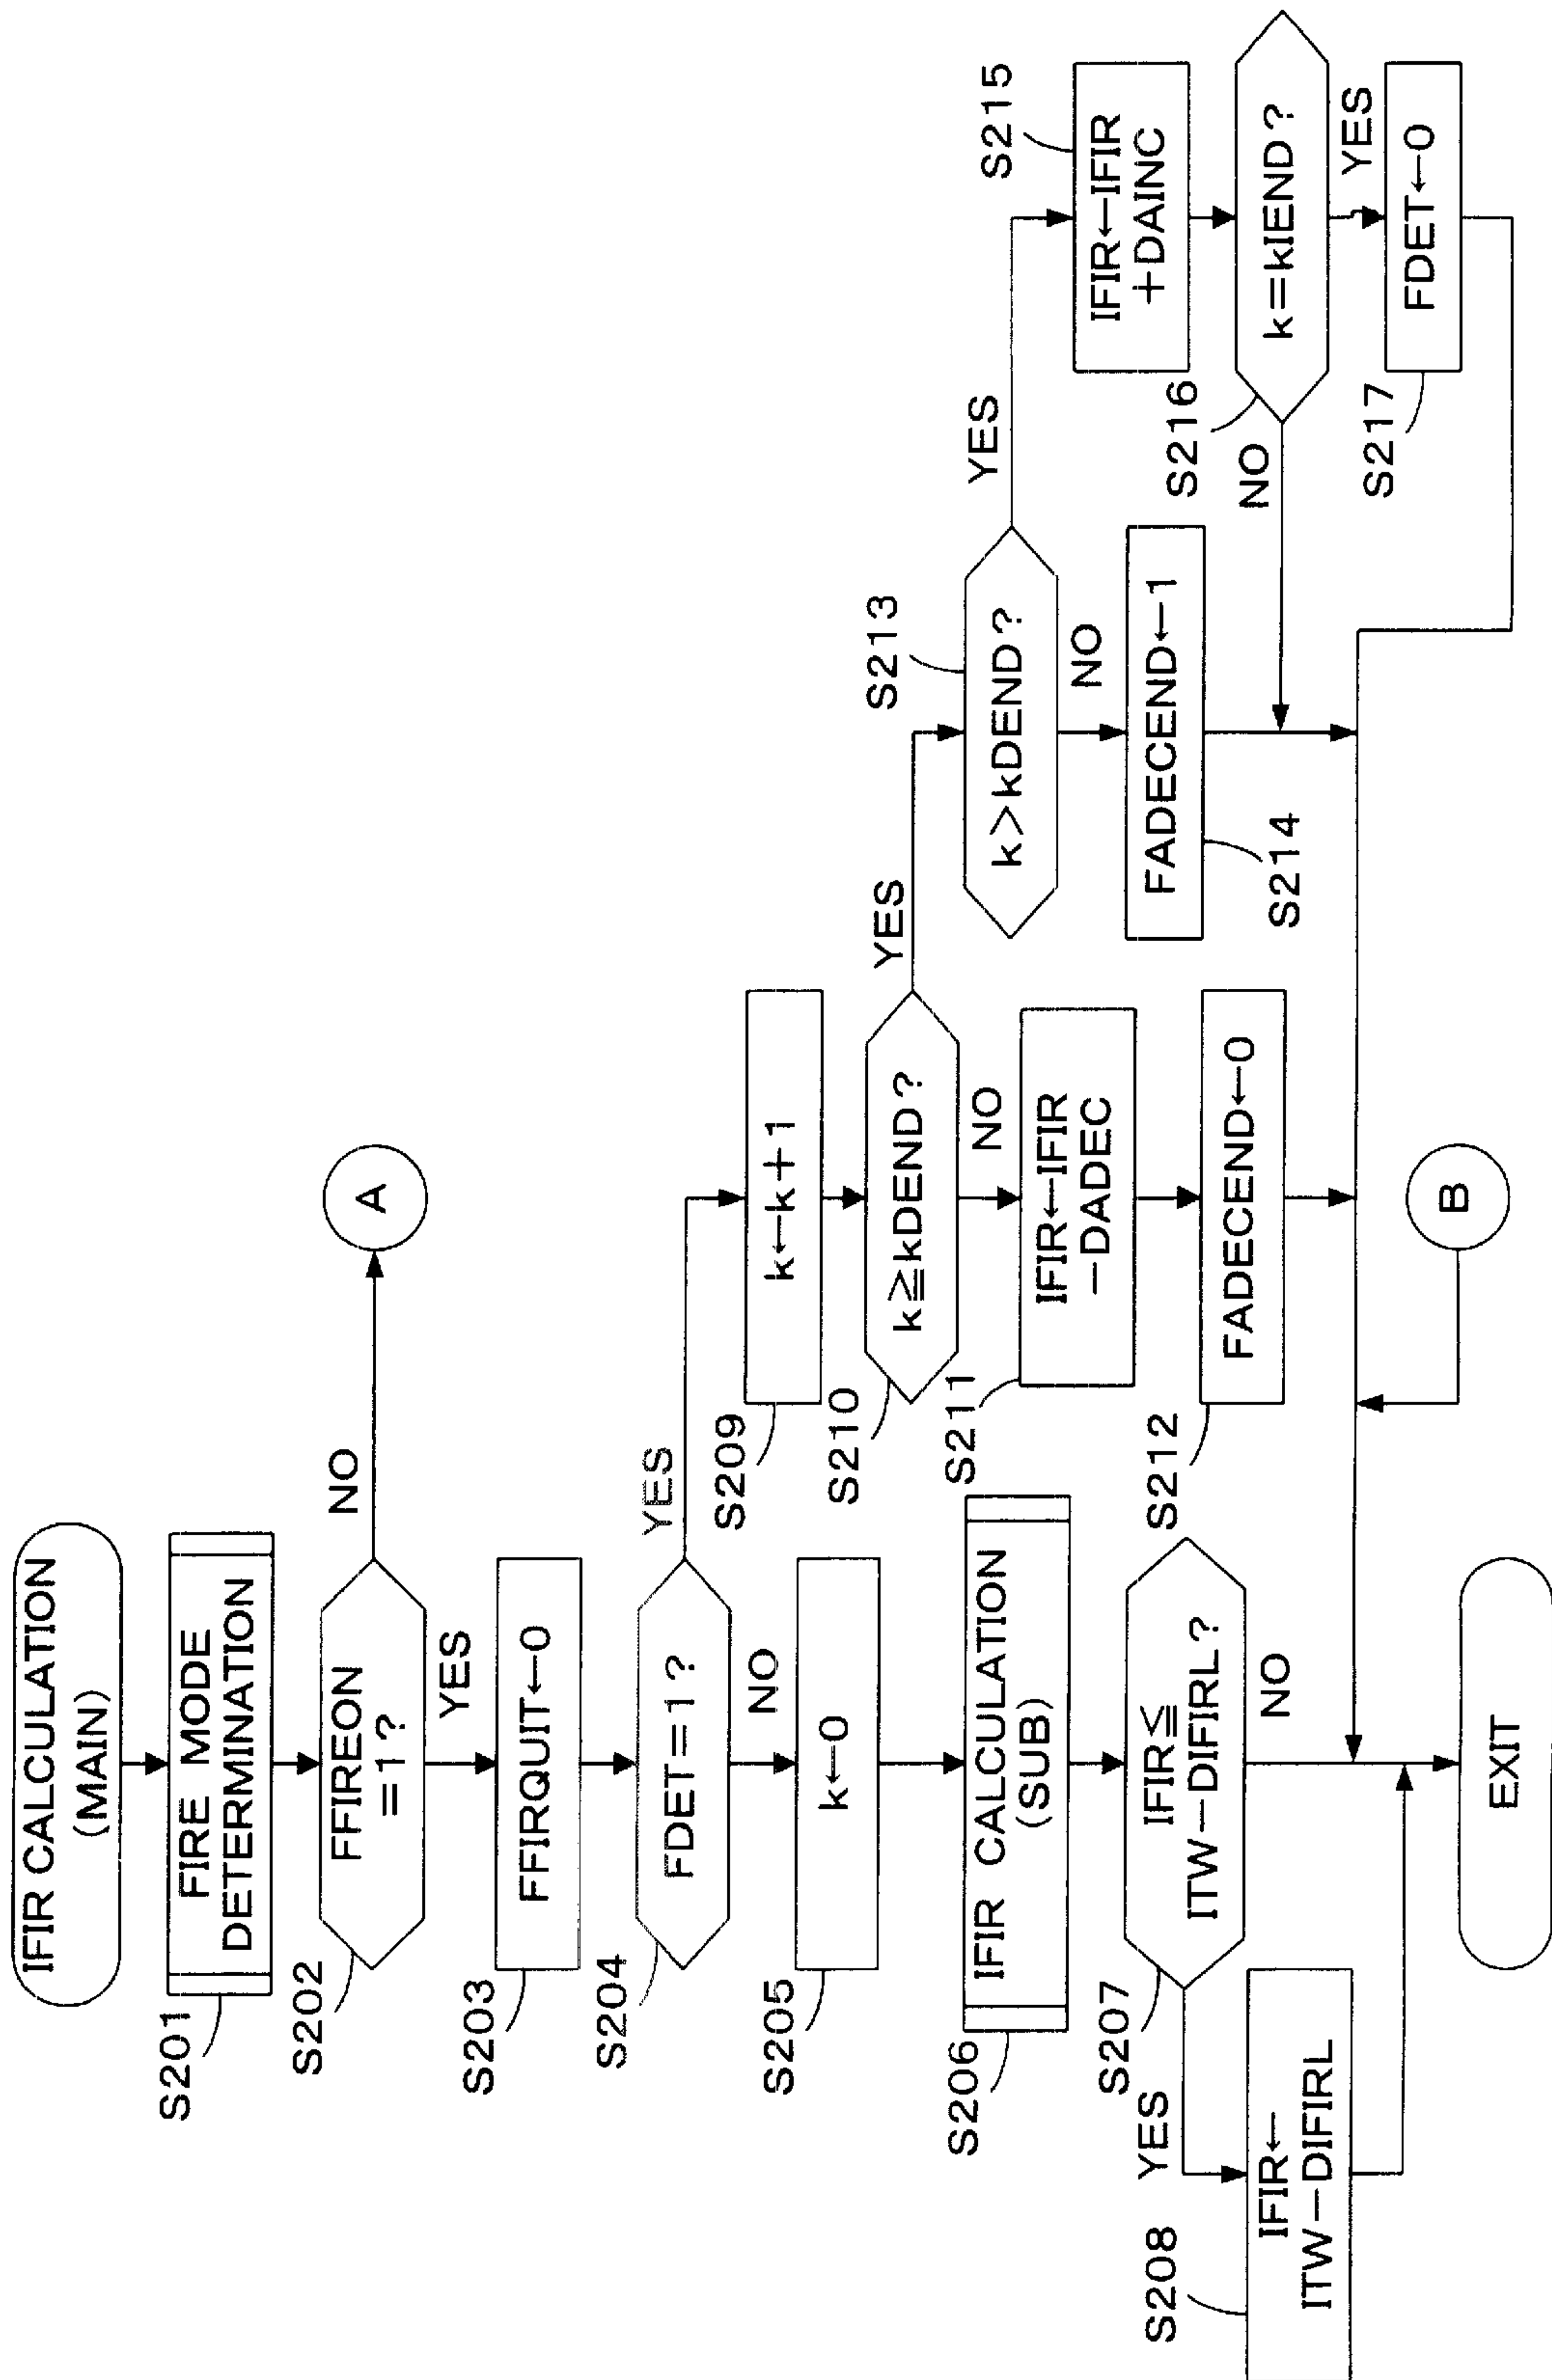 IFIR CALCULATION
(MAIN)
S201
FIRE MODE
DETERMINATION
S202
FFIREON
=1?
NO
A
YES
S203
FFIRQUIT←0
S204
FDET=1?
YES
NO
S205
k←0
S206
IFIR CALCULATION
(SUB)
S207
IFIR≦
ITW-DIFIRL?
YES
NO
S208
IFIR←
ITW-DIFIRL
S209
k←k+1
S210
k≧kDEND?
YES
NO
S211
IFIR←IFIR
-DADEC
S212
FADECEND←0
S213
k>kDEND?
YES
NO
S214
FADECEND←1
S215
IFIR←IFIR
+DAINC
S216
k=kIEND?
NO
YES
S217
FDET←0
B
EXIT